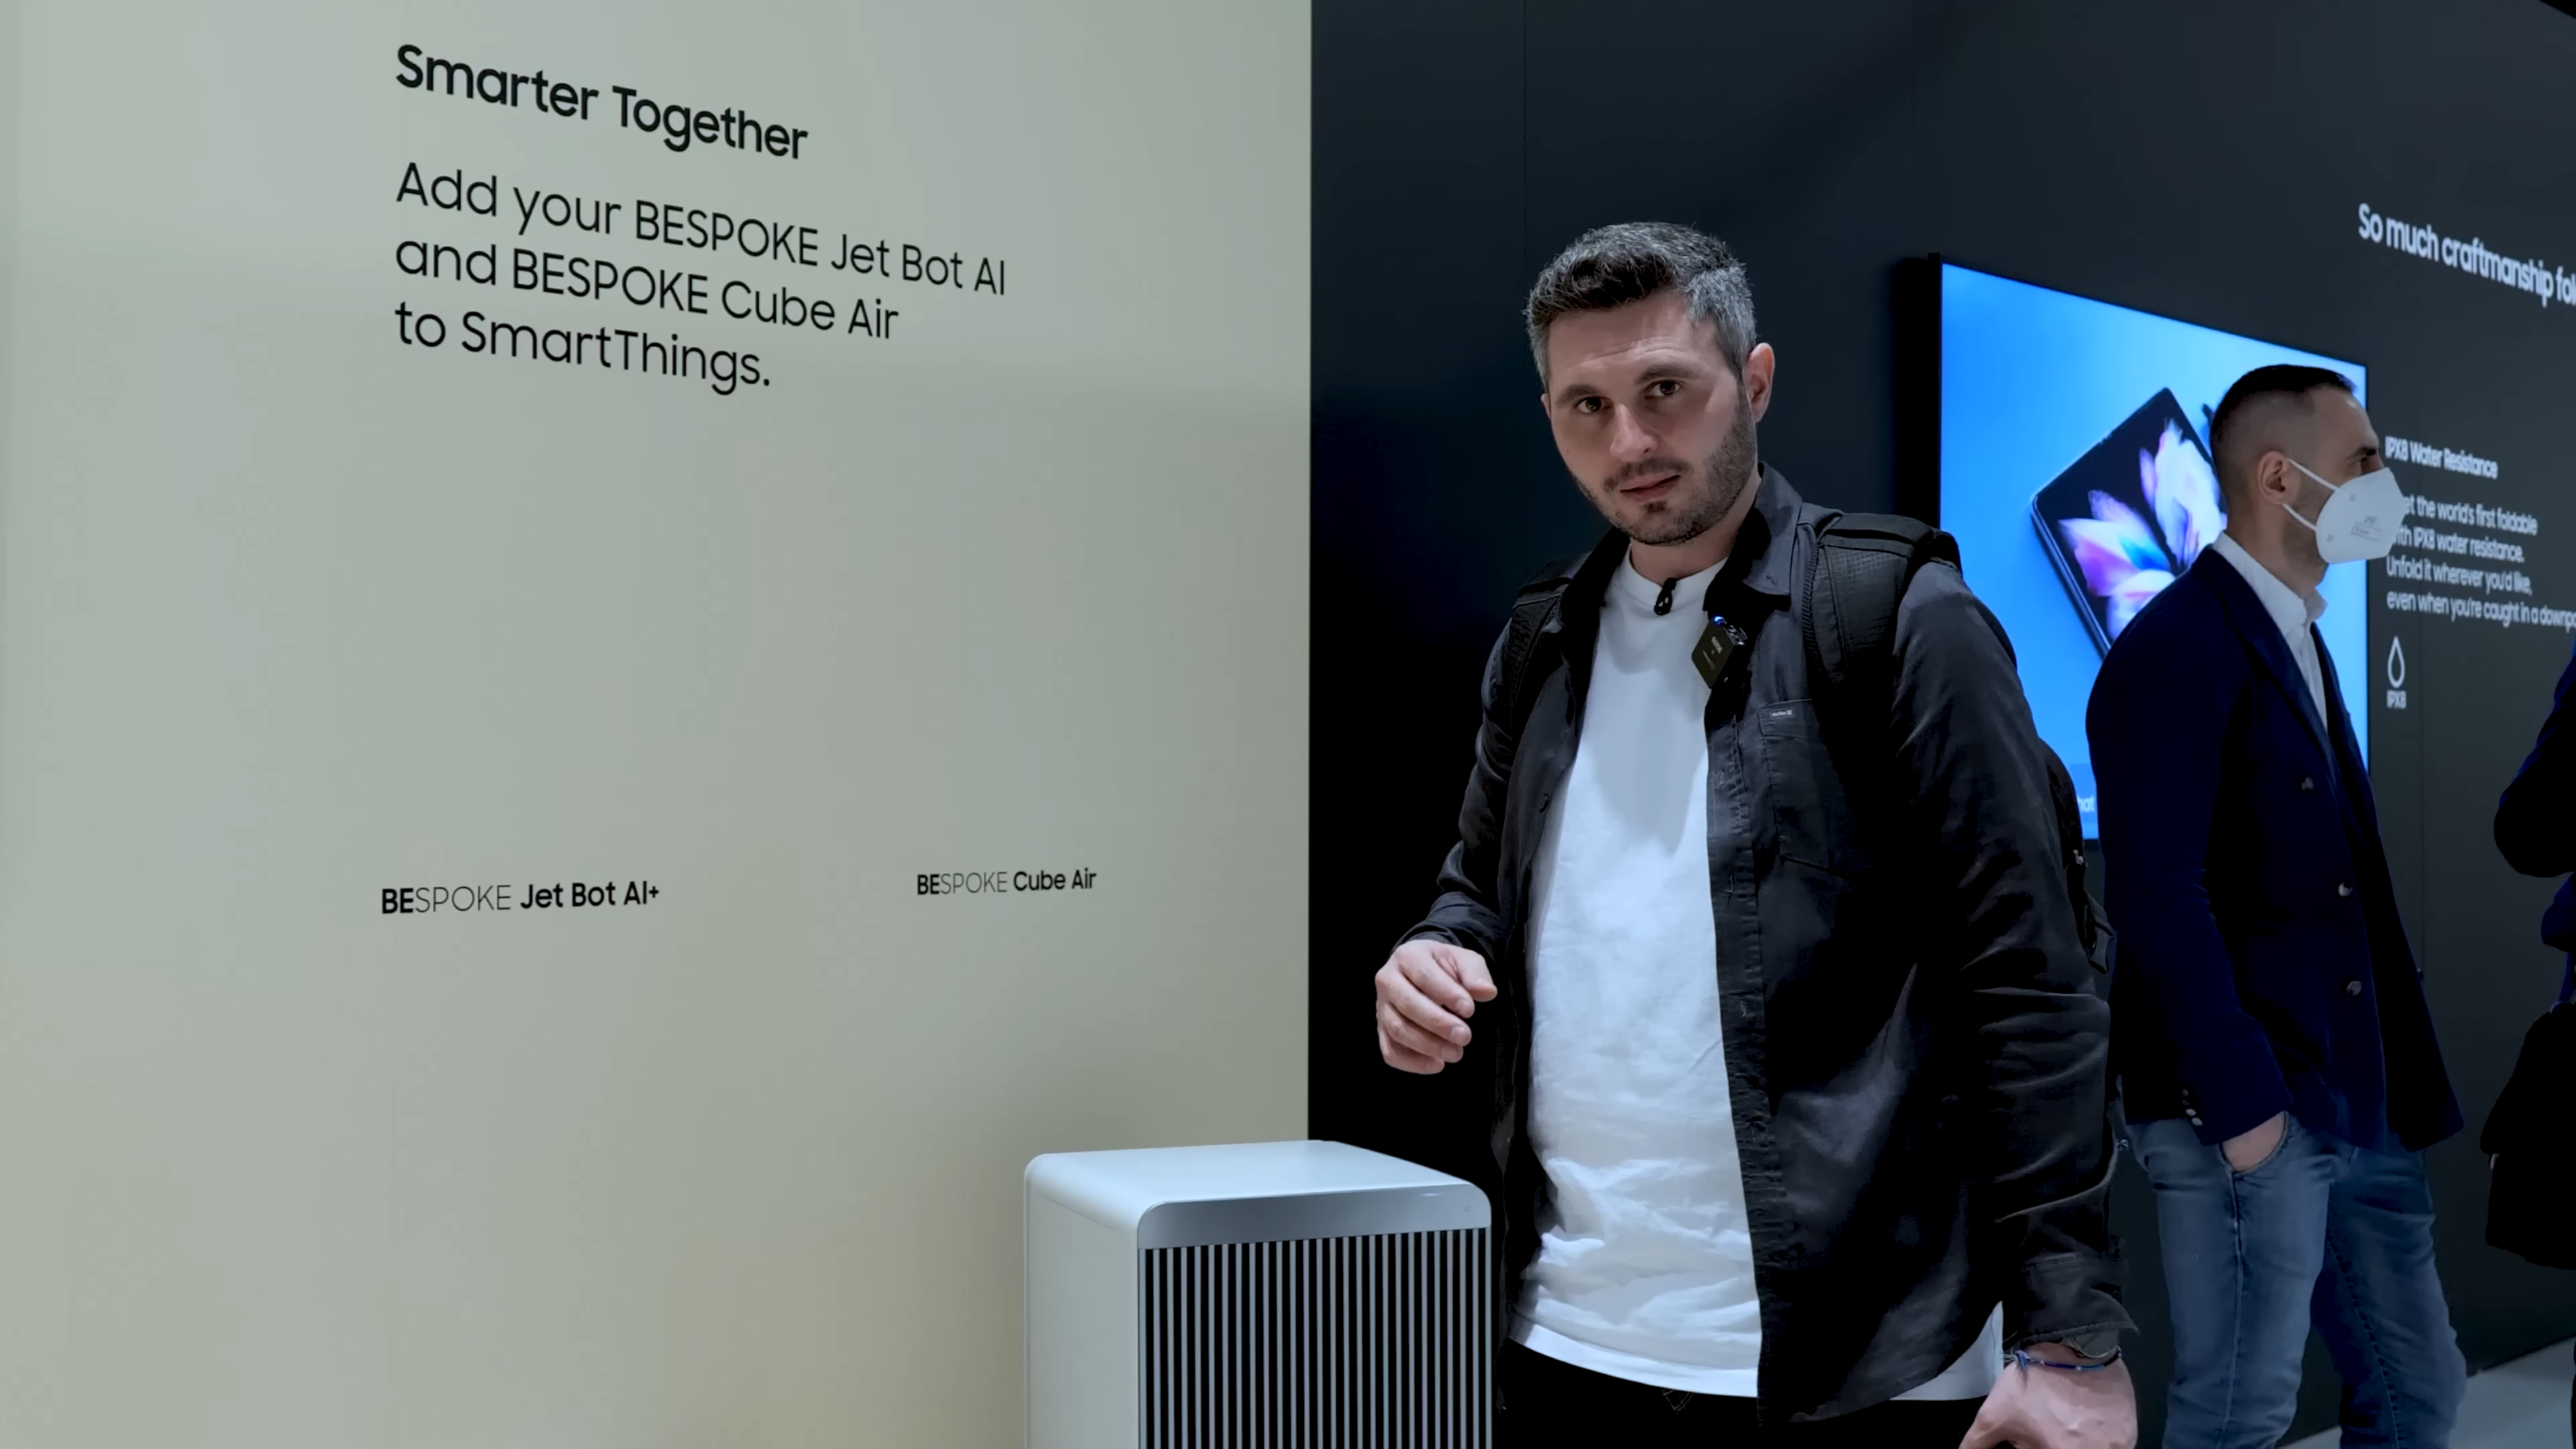 Smarter Together
Add your BESPOKE Jet Bot AI
and BESPOKE Cube Air
to SmartThings.
BESPOKE Jet Bot AI+
BESPOKE Cube Air
So much craftmanship
IPX8 Water Resistance
the world's first foldable
with IPX8 water resistance.
Unfold it wherever you'd like,
even when you're caught in a
IPX8